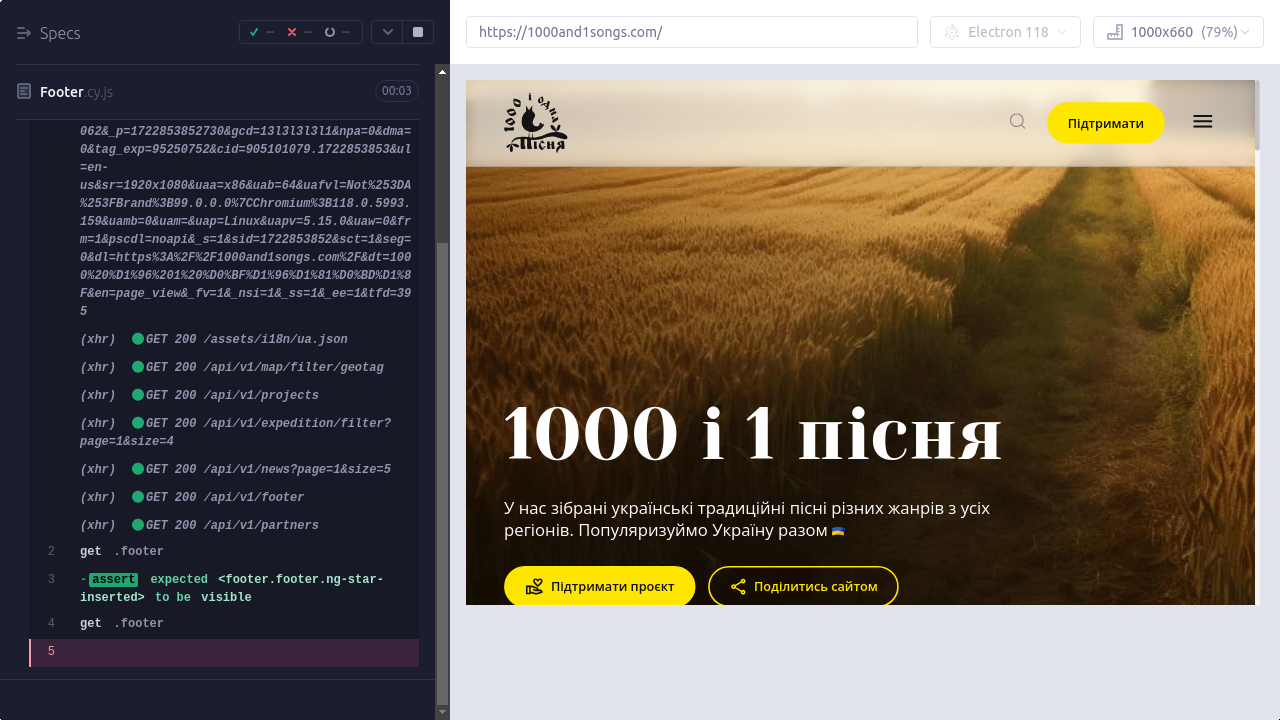 Specs
--
--
--
Footer.cy.js
00:03
062&_p=1722853852730&gcd=13l3l3l3l1&npa=0&dma=
0&tag_exp=95250752&cid=905101079.1722853853&ul
=en-
us&sr=1920x1080&uaa=x86&uab=64&uafvl=Not%253DA
%253FBrand%3B99.0.0.0%7CChromium%3B118.0.5993.
159&uamb=0&uam=&uap=Linux&uapv=5.15.0&uaw=0&fr
m=1&pscdl=noapi&_s=1&sid=1722853852&sct=1&seg=
0&dl=https%3A%2F%2F1000and1songs.com%2F&dt=100
0%20%D1%96%201%20%D0%BF%D1%96%D1%81%D0%BD%D1%8
F&en=page_view&_fv=1&_nsi=1&_ss=1&_ee=1&tfd=39
5
(xhr) GET 200 /assets/i18n/ua.json
(xhr) GET 200 /api/v1/map/filter/geotag
(xhr) GET 200 /api/v1/projects
(xhr) GET 200 /api/v1/expedition/filter?
page=1&size=4
(xhr) GET 200 /api/v1/news?page=1&size=5
(xhr) GET 200 /api/v1/footer
(xhr) GET 200 /api/v1/partners
2 get .footer
3 -assert expected <footer.footer.ng-star-
inserted> to be visible
4 get .footer
5
https://1000and1songs.com/
Electron 118
1000x660 (79%)
1000 і одна
Пісня
Підтримати
1000 і 1 пісня
У нас зібрані українські традиційні пісні різних жанрів з усіх
регіонів. Популяризуймо Україну разом 🇺🇦
Підтримати проєкт
Поділитись сайтом